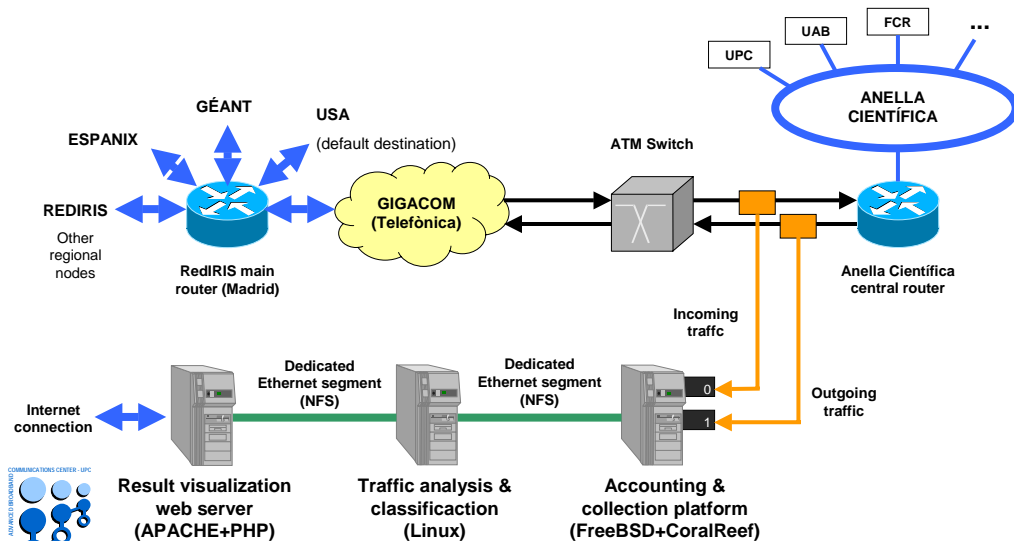 FCR
...
UAB
UPC
ANELLA
CIENTÍFICA
GÉANT
USA
(default destination)
ESPANIX
ATM Switch
GIGACOM
(Telefònica)
REDIRIS
Other
regional
nodes
RedIRIS main
router (Madrid)
Anella Científica
central router
Incoming
traffc
Outgoing
traffic
Dedicated
Ethernet segment
(NFS)
Dedicated
Ethernet segment
(NFS)
0
1
Internet
connection
COMMUNICATIONS CENTER - UPC
ADVANCED BROADBAND
Result visualization
web server
(APACHE+PHP)
Traffic analysis &
classificaction
(Linux)
Accounting &
collection platform
(FreeBSD+CoralReef)